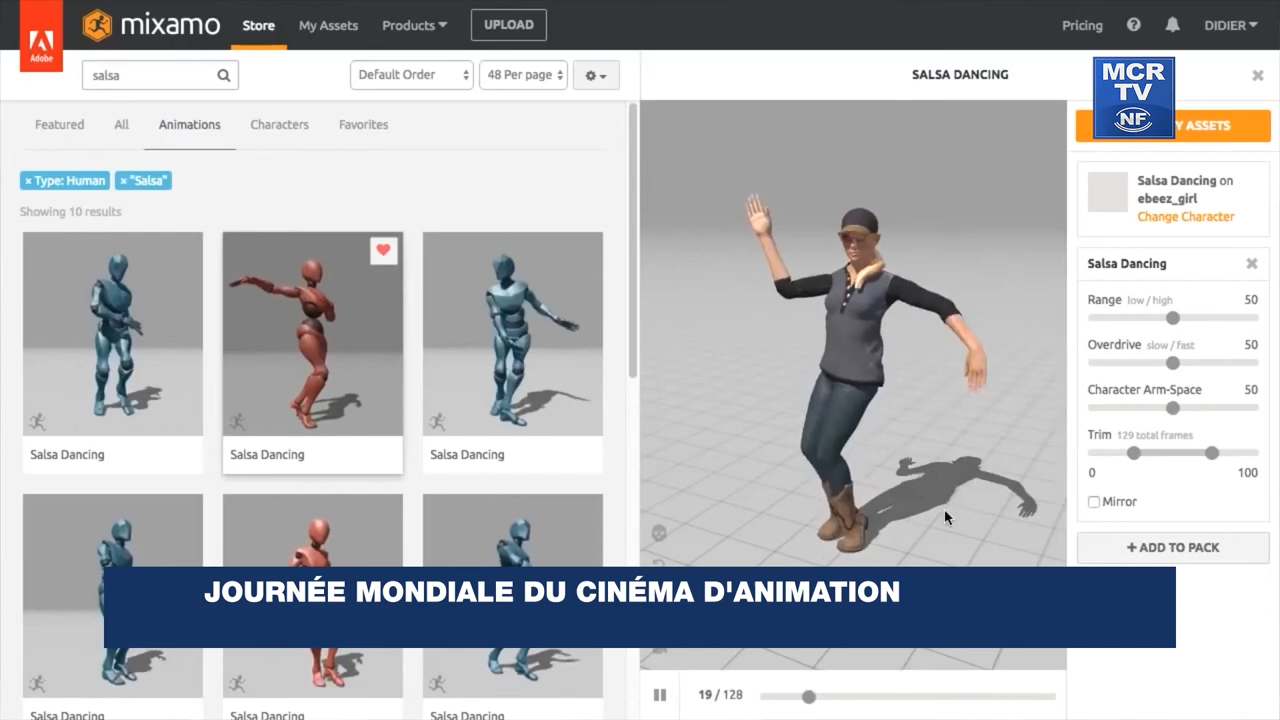 Adobe
mixamo
Store
My Assets
Products
UPLOAD
Pricing
DIDIER
salsa
Default Order
48 Per page
SALSA DANCING
MCR
TV
NF
Y ASSETS
Featured
All
Animations
Characters
Favorites
× Type: Human
× "Salsa"
Showing 10 results
Salsa Dancing
Salsa Dancing
Salsa Dancing
Salsa Dancing
Salsa Dancing
Salsa Dancing
Salsa Dancing on
ebeez_girl
Change Character
Salsa Dancing
Range low / high 50
Overdrive slow / fast 50
Character Arm-Space 50
Trim 129 total frames
0 100
Mirror
+ ADD TO PACK
JOURNÉE MONDIALE DU CINÉMA D'ANIMATION
19 / 128